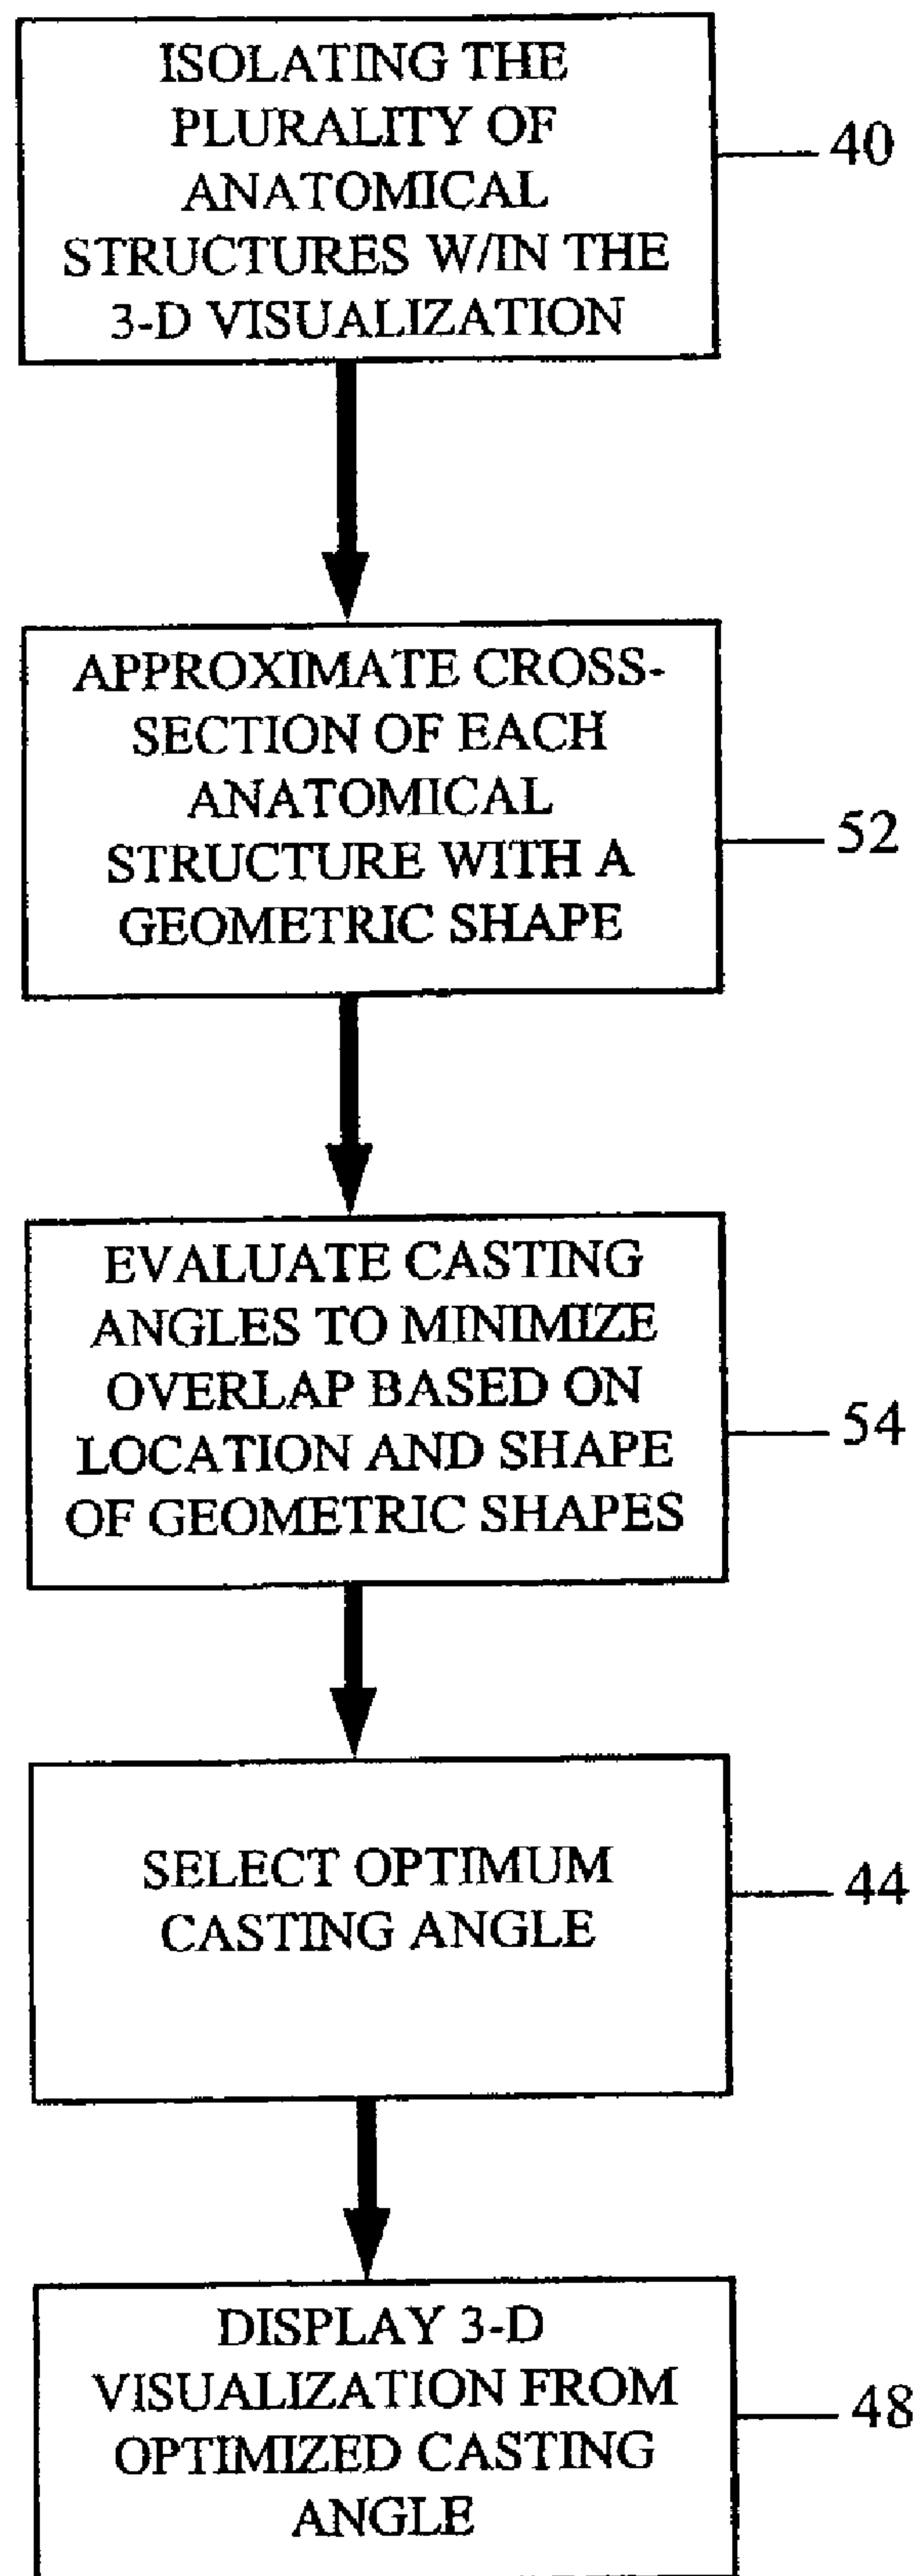 ISOLATING THE
PLURALITY OF
ANATOMICAL
STRUCTURES W/IN THE
3-D VISUALIZATION
40
APPROXIMATE CROSS-
SECTION OF EACH
ANATOMICAL
STRUCTURE WITH A
GEOMETRIC SHAPE
52
EVALUATE CASTING
ANGLES TO MINIMIZE
OVERLAP BASED ON
LOCATION AND SHAPE
OF GEOMETRIC SHAPES
54
SELECT OPTIMUM
CASTING ANGLE
44
DISPLAY 3-D
VISUALIZATION FROM
OPTIMIZED CASTING
ANGLE
48